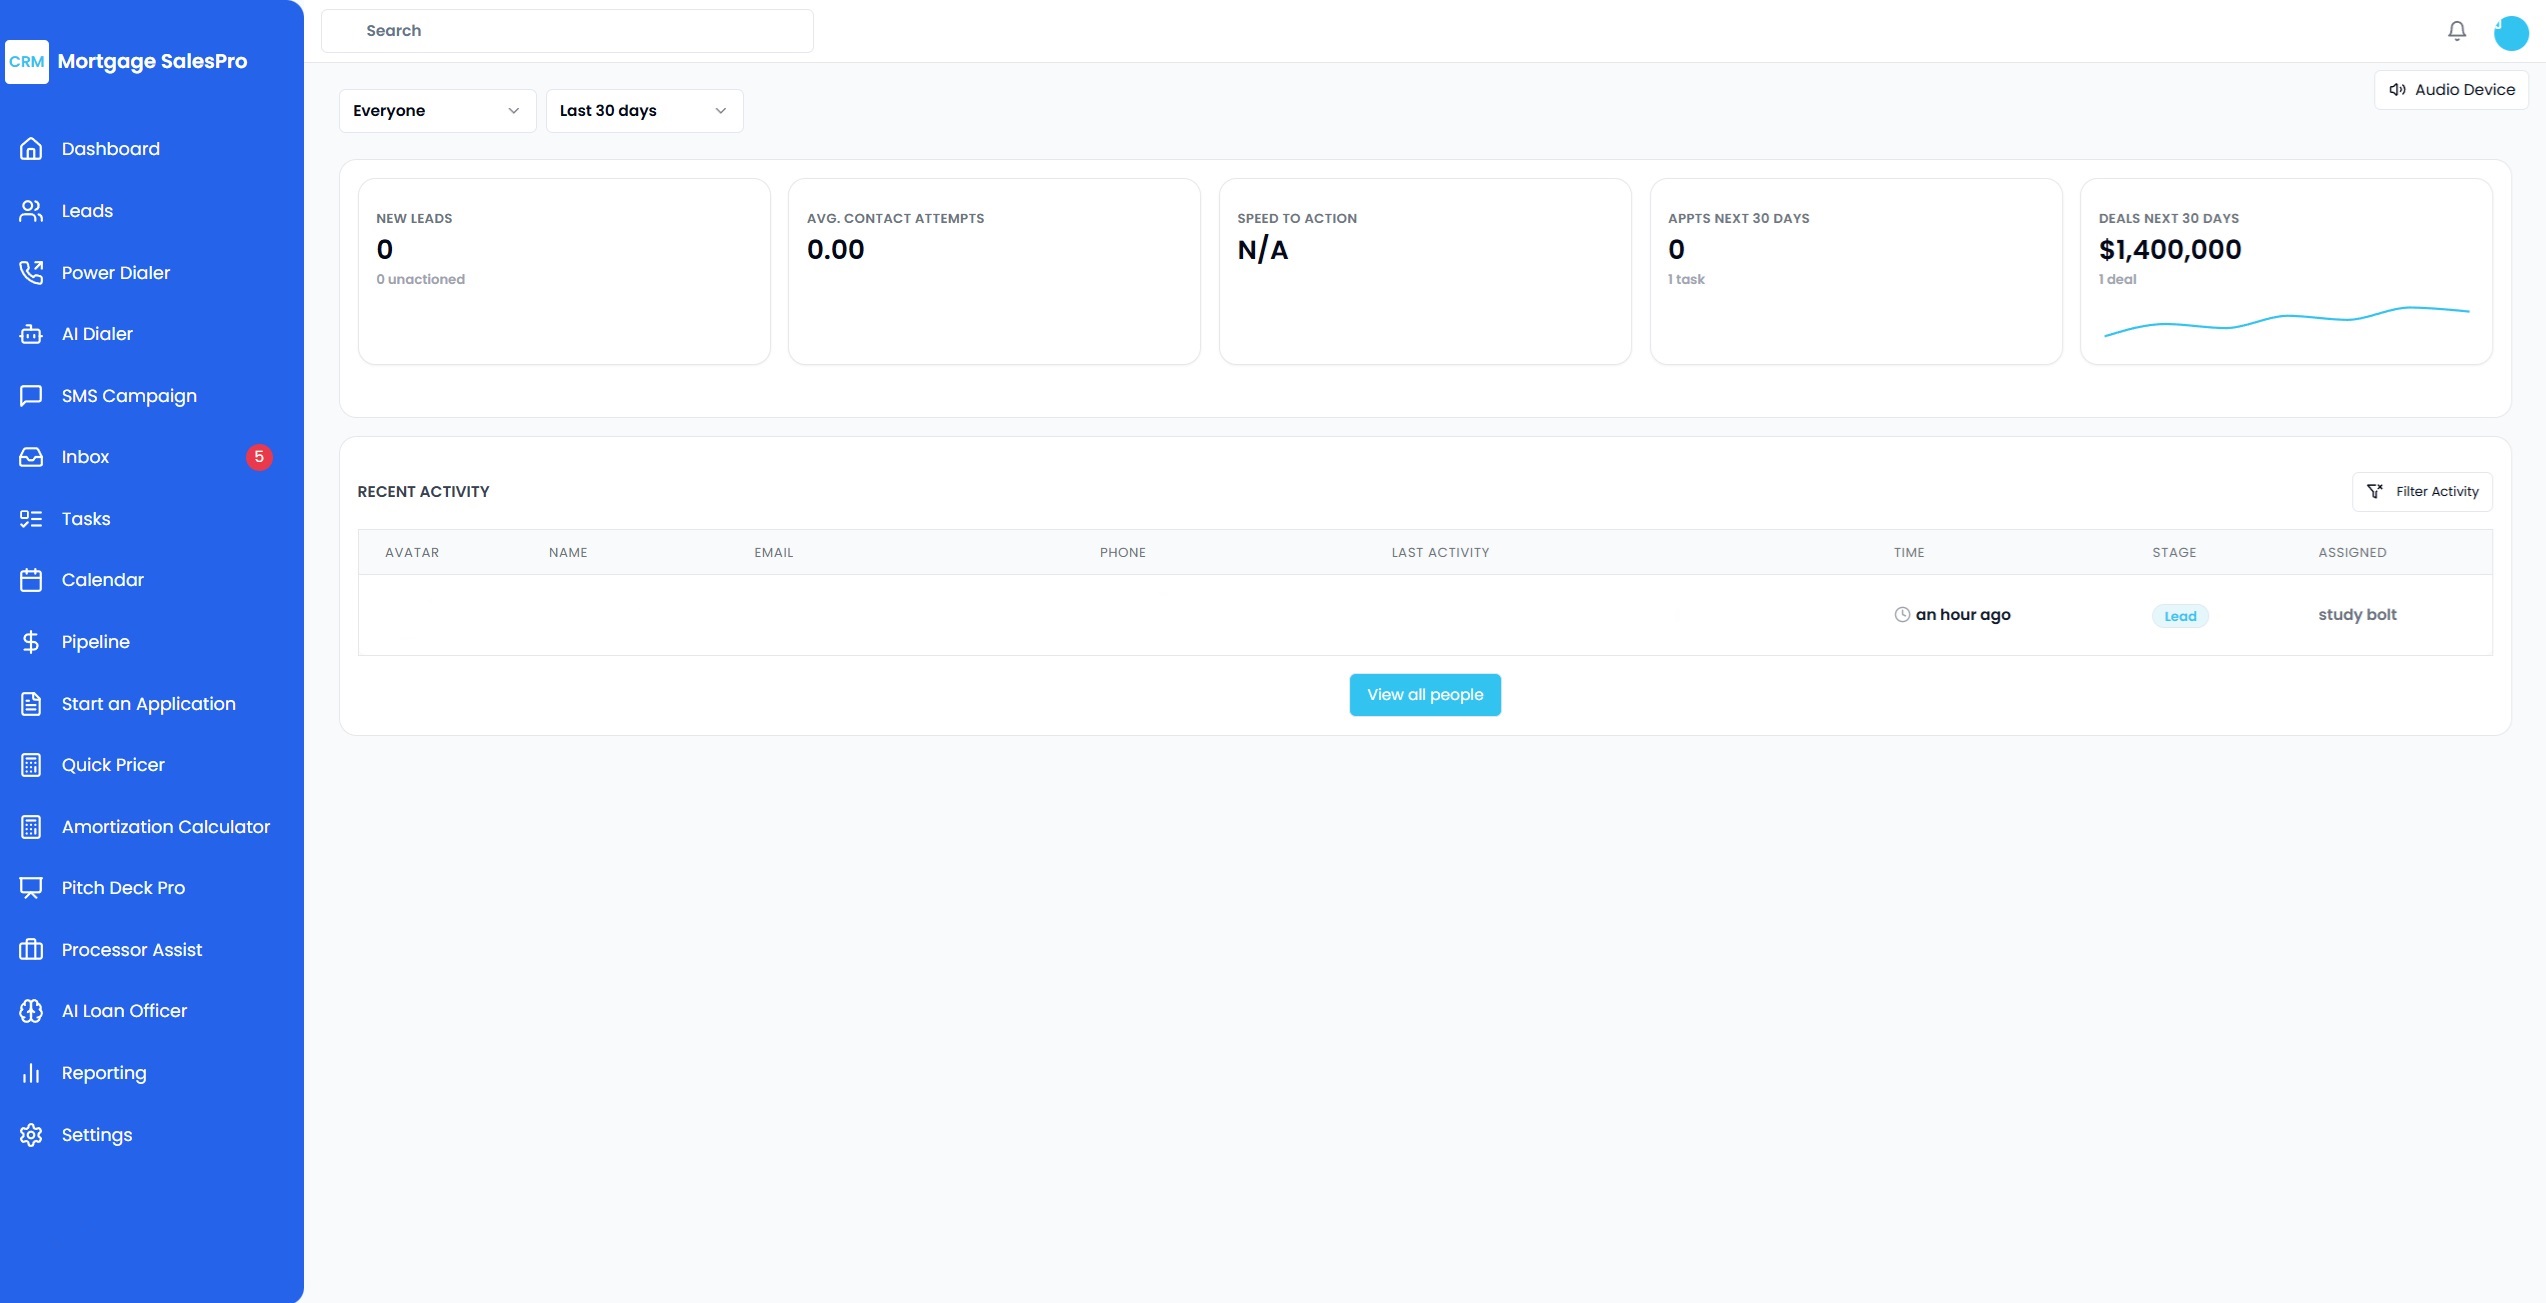 CRM Mortgage SalesPro
Dashboard
Leads
Power Dialer
AI Dialer
SMS Campaign
Inbox 5
Tasks
Calendar
Pipeline
Start an Application
Quick Pricer
Amortization Calculator
Pitch Deck Pro
Processor Assist
AI Loan Officer
Reporting
Settings
Search
Audio Device
Everyone Last 30 days
NEW LEADS
0
0 unactioned
AVG. CONTACT ATTEMPTS
0.00
SPEED TO ACTION
N/A
APPTS NEXT 30 DAYS
0
1 task
DEALS NEXT 30 DAYS
$1,400,000
1 deal
RECENT ACTIVITY
Filter Activity
AVATAR NAME EMAIL PHONE LAST ACTIVITY TIME STAGE ASSIGNED
an hour ago Lead study bolt
View all people